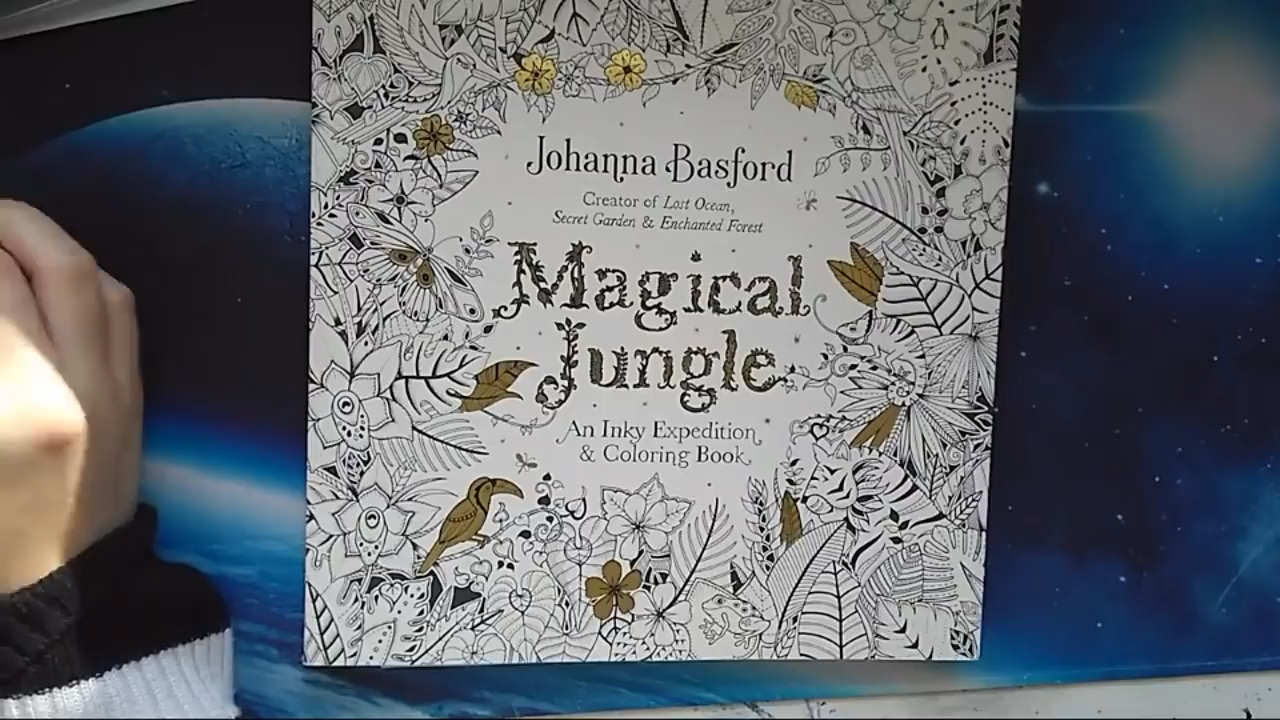 Johanna Basford
Creator of Lost Ocean,
Secret Garden & Enchanted Forest
Magical
Jungle
An Inky Expedition
& Coloring Book